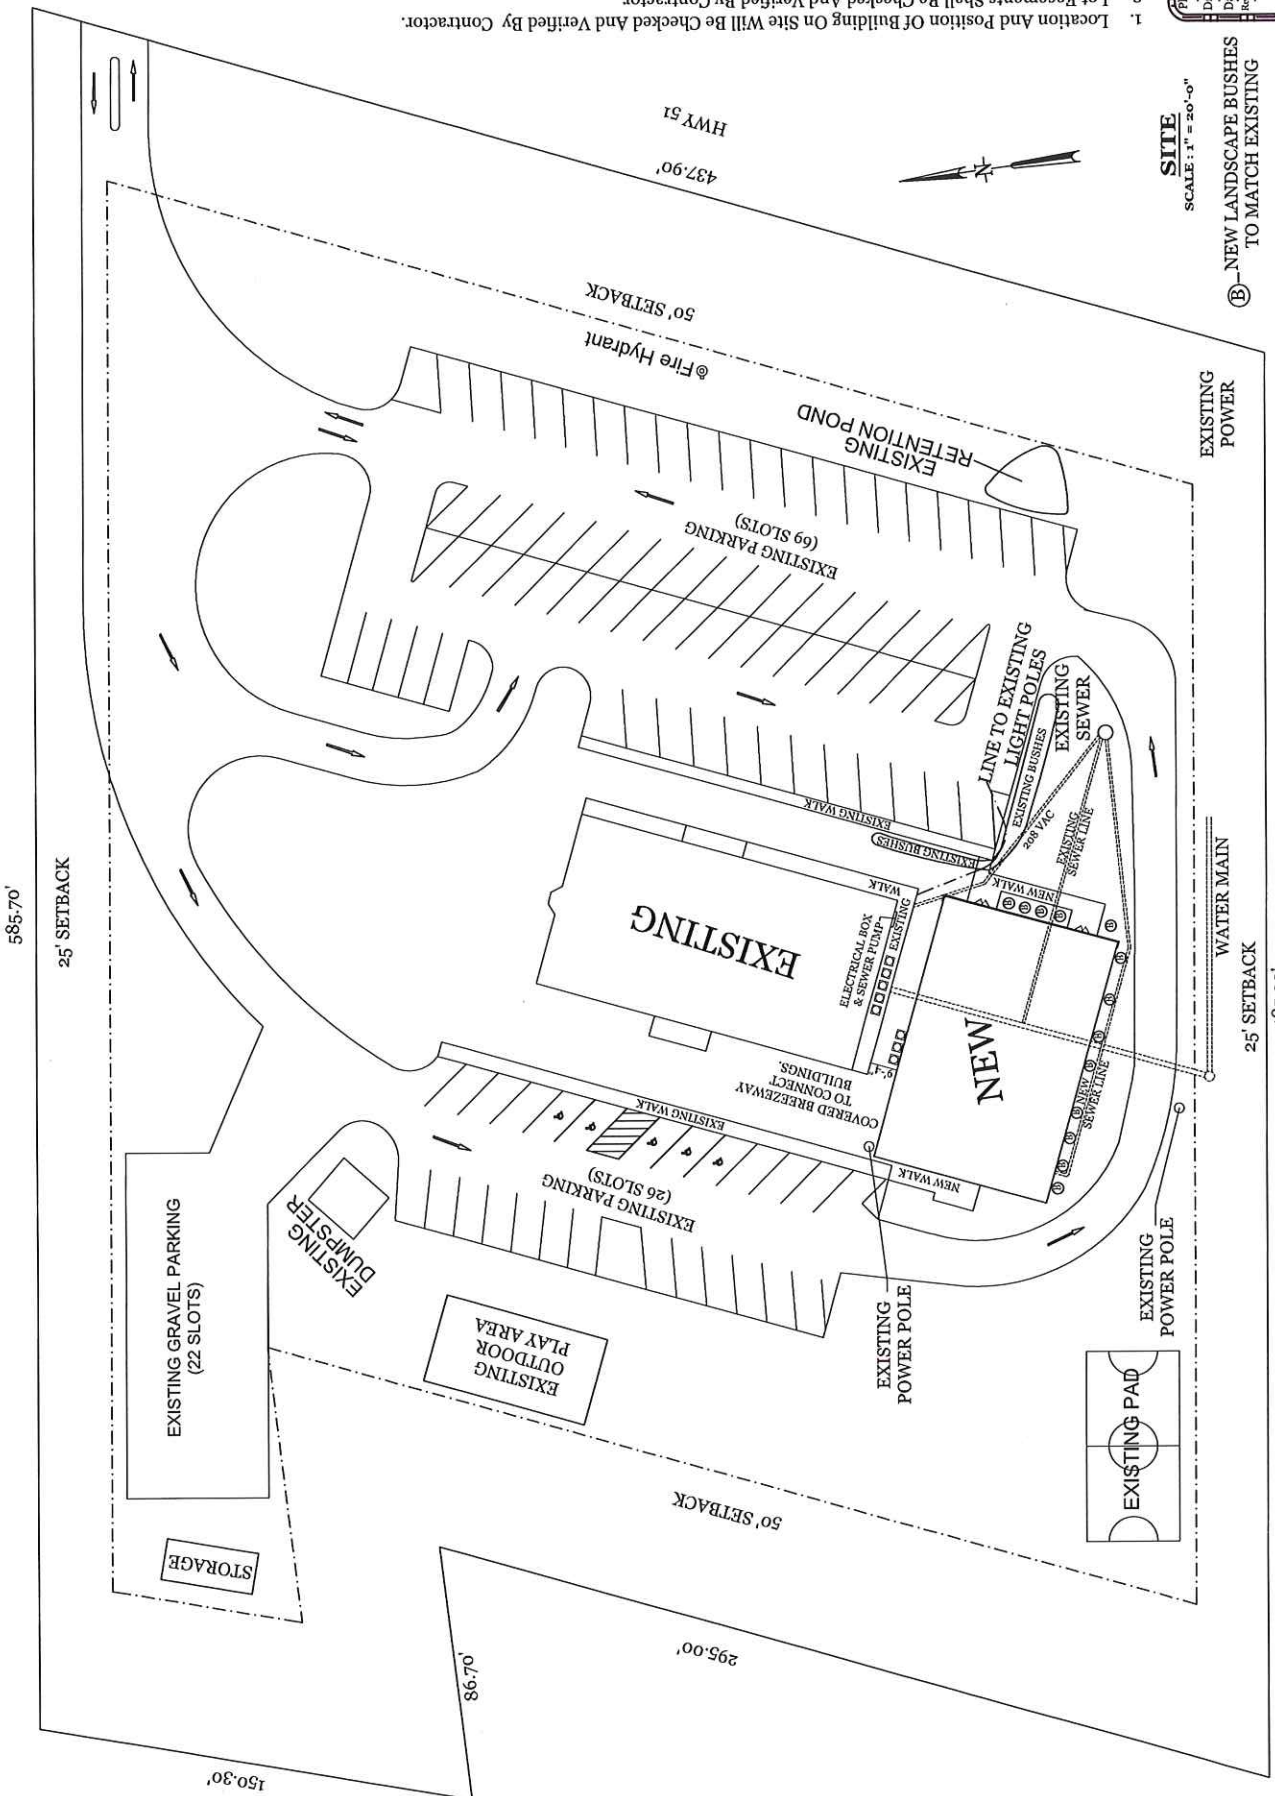 1. Location And Position Of Building On Site Will Be Checked And Verified By Contractor.
Shall Be Checked And Verified By Contractor
SITE
SCALE : 1" = 20'-0"
B
NEW LANDSCAPE BUSHES
TO MATCH EXISTING
HWY 51
437.90'
N
50' SETBACK
Fire Hydrant
EXISTING
RETENTION POND
EXISTING
POWER
EXISTING PARKING
(69 SLOTS)
LINE TO EXISTING
LIGHT POLES
EXISTING BUSHES
EXISTING
SEWER
208 VAC
EXISTING
SEWER LINE
EXISTING WALK
EXISTING BUSHES
WALK
EXISTING
NEW WALK
B
B
B
B
B
B
B
B
B
B
B
B
B
B
ELECTRICAL BOX
& SEWER PUMP
EXISTING
NEW
NEW
SEWER LINE
WATER MAIN
25' SETBACK
585.70'
25' SETBACK
COVERED BREEZEWAY
TO CONNECT
BUILDINGS.
EXISTING WALK
NEW WALK
EXISTING PARKING
(26 SLOTS)
EXISTING
DUMPSTER
EXISTING GRAVEL PARKING
(22 SLOTS)
EXISTING
OUTDOOR
PLAY AREA
EXISTING
POWER POLE
EXISTING
POWER POLE
EXISTING PAD
50' SETBACK
STORAGE
295.00'
86.70'
150.30'